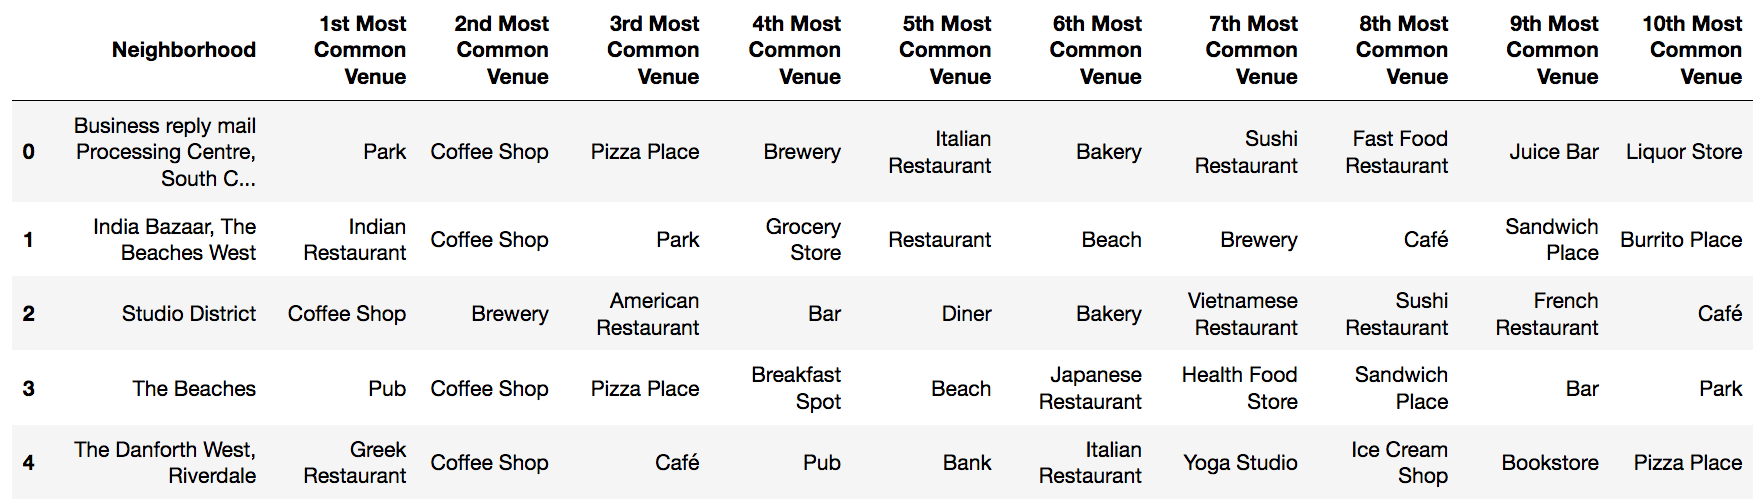 Neighborhood 1st Most Common Venue 2nd Most Common Venue 3rd Most Common Venue 4th Most Common Venue 5th Most Common Venue 6th Most Common Venue 7th Most Common Venue 8th Most Common Venue 9th Most Common Venue 10th Most Common Venue
0 Business reply mail Processing Centre, South C... Park Coffee Shop Pizza Place Brewery Italian Restaurant Bakery Sushi Restaurant Fast Food Restaurant Juice Bar Liquor Store
1 India Bazaar, The Beaches West Indian Restaurant Coffee Shop Park Grocery Store Restaurant Beach Brewery Café Sandwich Place Burrito Place
2 Studio District Coffee Shop Brewery American Restaurant Bar Diner Bakery Vietnamese Restaurant Sushi Restaurant French Restaurant Café
3 The Beaches Pub Coffee Shop Pizza Place Breakfast Spot Beach Japanese Restaurant Health Food Store Sandwich Place Bar Park
4 The Danforth West, Riverdale Greek Restaurant Coffee Shop Café Pub Bank Italian Restaurant Yoga Studio Ice Cream Shop Bookstore Pizza Place